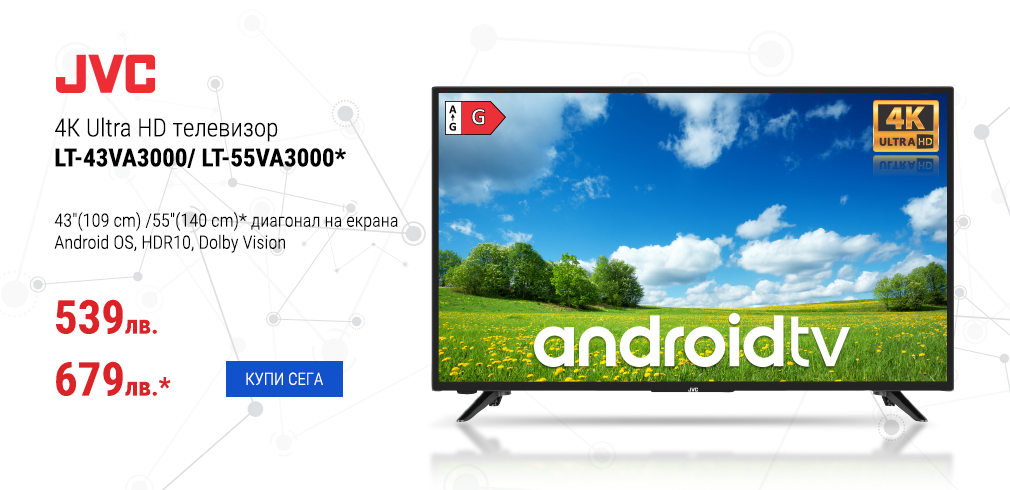 JVC
4K Ultra HD телевизор
LT-43VA3000/ LT-55VA3000*
43"(109 cm) /55"(140 cm)* диагонал на екрана
Android OS, HDR10, Dolby Vision
539лв.
679лв.*
КУПИ СЕГА
A
G
G
4K
ULTRA HD
androidtv
JVC